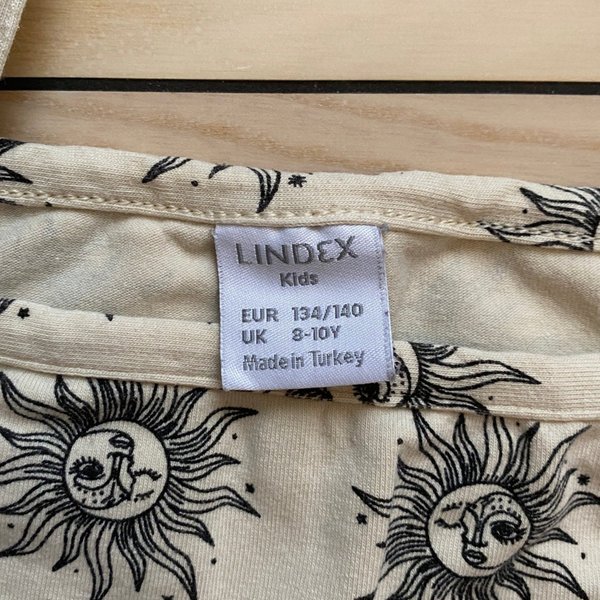 LINDEX
Kids
EUR 134/140
UK 8-10Y
Made in Turkey